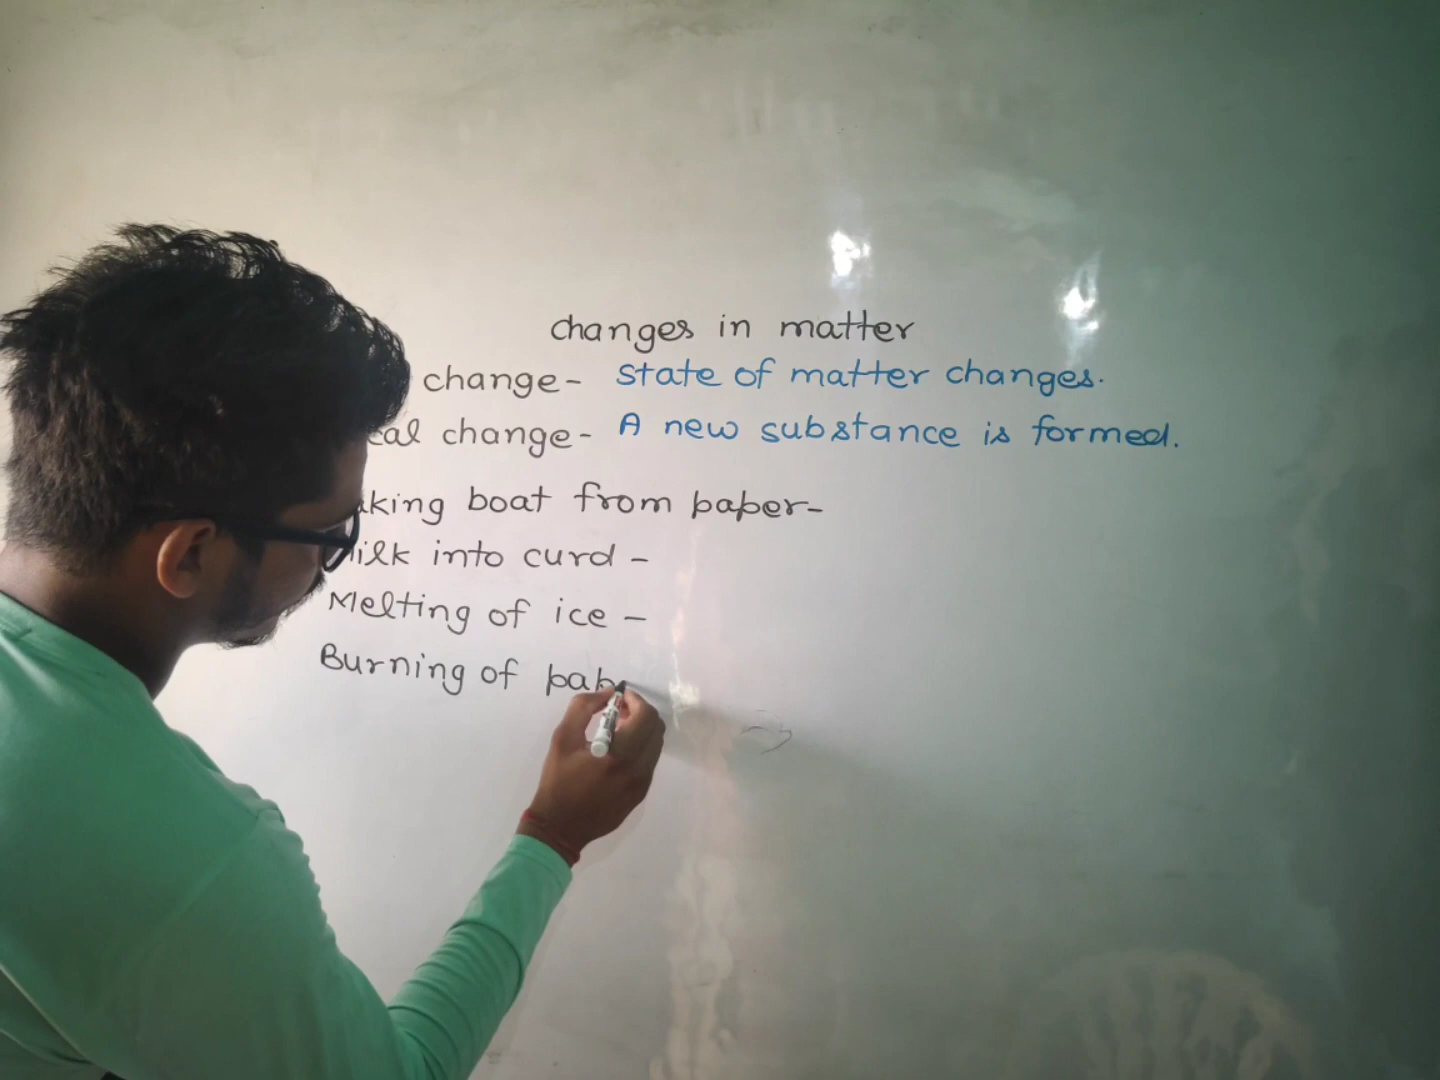 changes in matter
change- State of matter changes.
cal change- A new substance is formed.
aking boat from paper-
ilk into curd -
Melting of ice -
Burning of pap